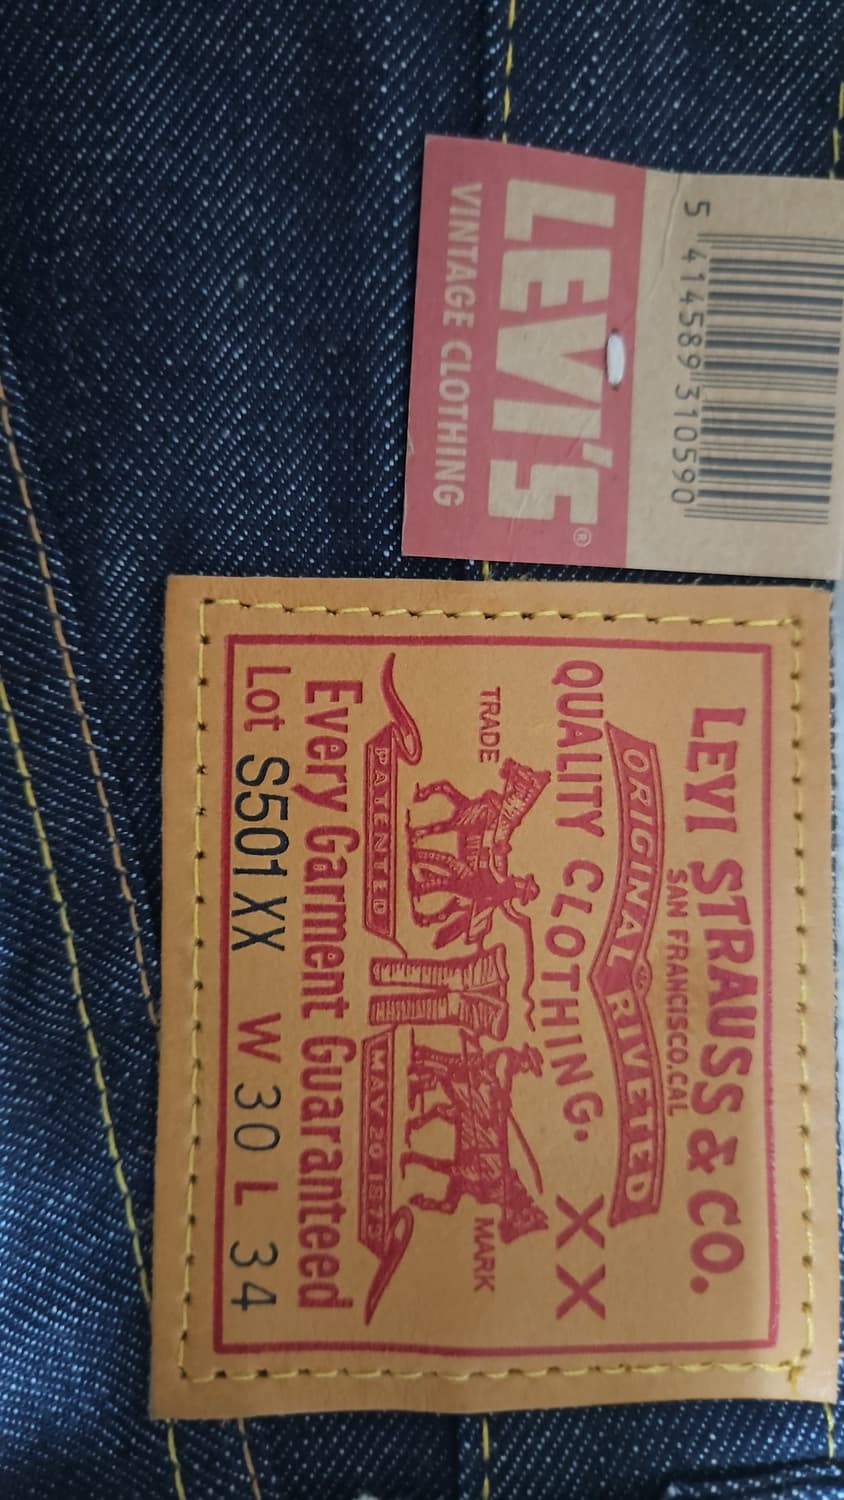 5 414589 310590
LEVI'S®
VINTAGE CLOTHING
LEVI STRAUSS & CO.
SAN FRANCISCO,CAL
ORIGINAL RIVETED
QUALITY CLOTHING. XX
TRADE MARK
PATENTED MAY 20 1873
Every Garment Guaranteed
Lot S501XX W 30 L 34